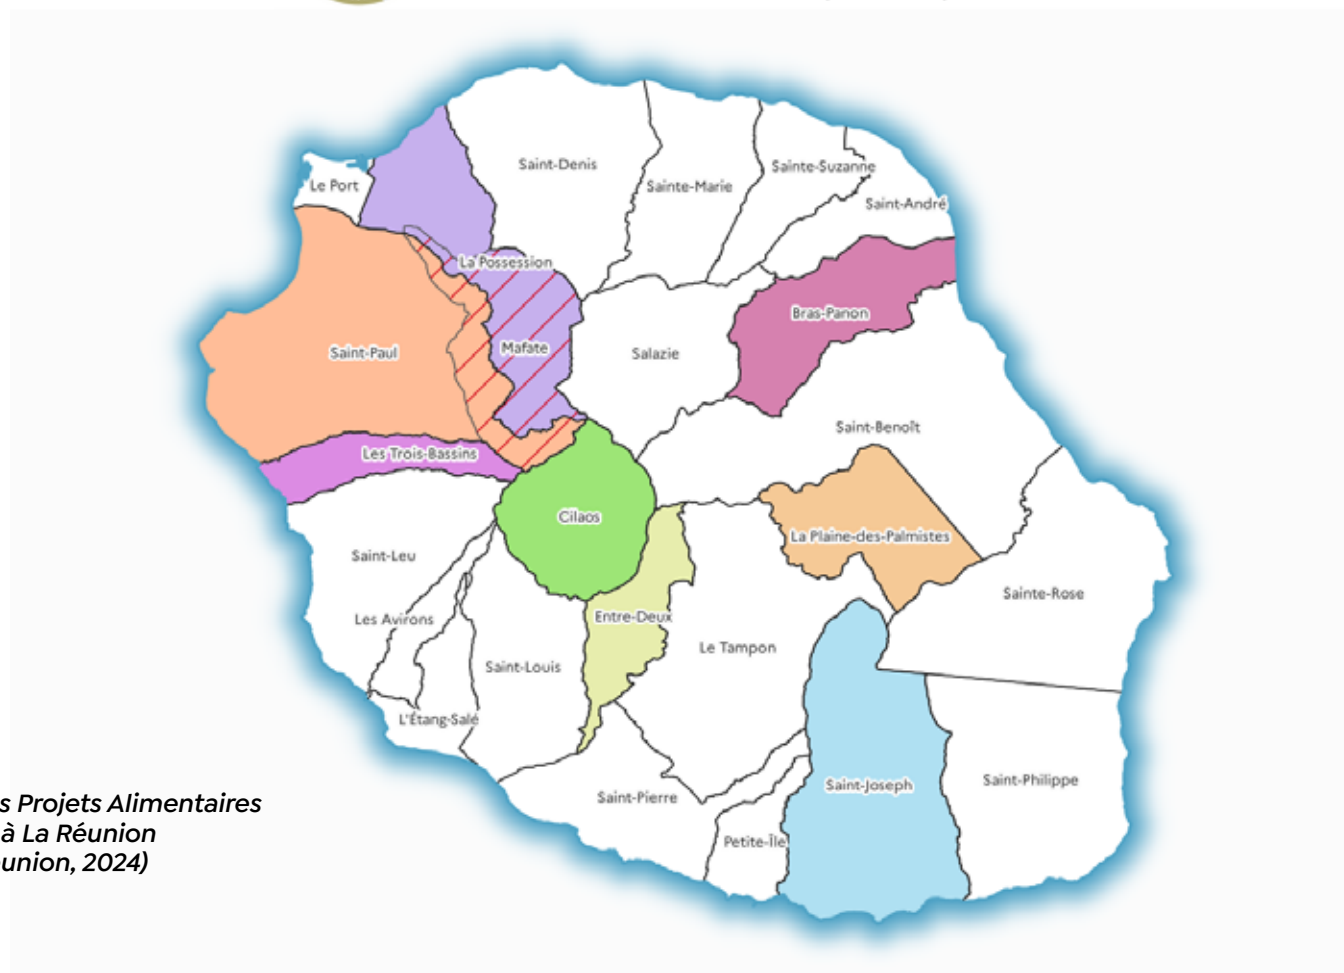 Saint-Denis
Sainte-Suzanne
Le Port
Sainte-Marie
Saint-André
La Possession
Bras-Panon
Saint-Paul
Mafate
Salazie
Saint-Benoît
Les Trois-Bassins
Cilaos
La Plaine-des-Palmistes
Saint-Leu
Sainte-Rose
Les Avirons
Entre-Deux
Le Tampon
Saint-Louis
L'Étang-Salé
Saint-Joseph
Saint-Philippe
Saint-Pierre
Petite-Île
s Projets Alimentaires
à La Réunion
union, 2024)